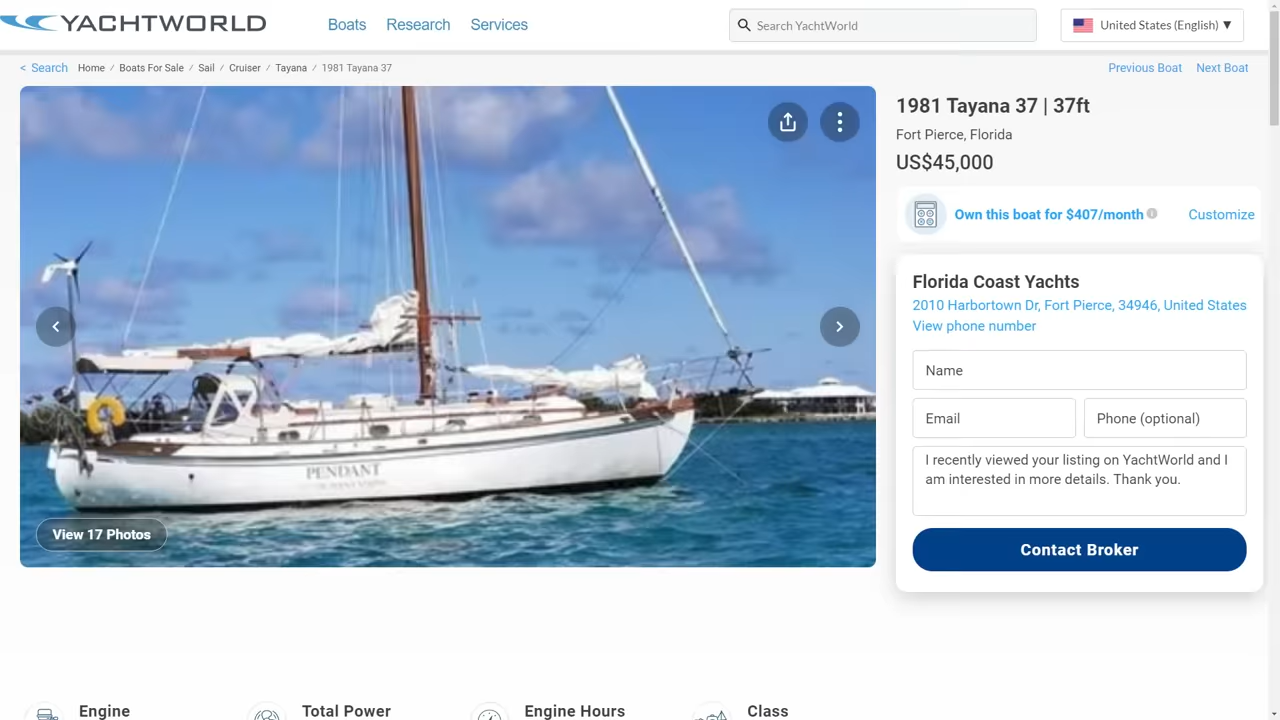 YACHTWORLD
Boats
Research
Services
Search YachtWorld
United States (English) ▼
< Search
Home / Boats For Sale / Sail / Cruiser / Tayana / 1981 Tayana 37
Previous Boat
Next Boat
1981 Tayana 37 | 37ft
Fort Pierce, Florida
US$45,000
Own this boat for $407/month
Customize
Florida Coast Yachts
2010 Harbortown Dr, Fort Pierce, 34946, United States
View phone number
Name
Email
Phone (optional)
I recently viewed your listing on YachtWorld and I
am interested in more details. Thank you.
Contact Broker
PENDANT
View 17 Photos
Engine
Total Power
Engine Hours
Class